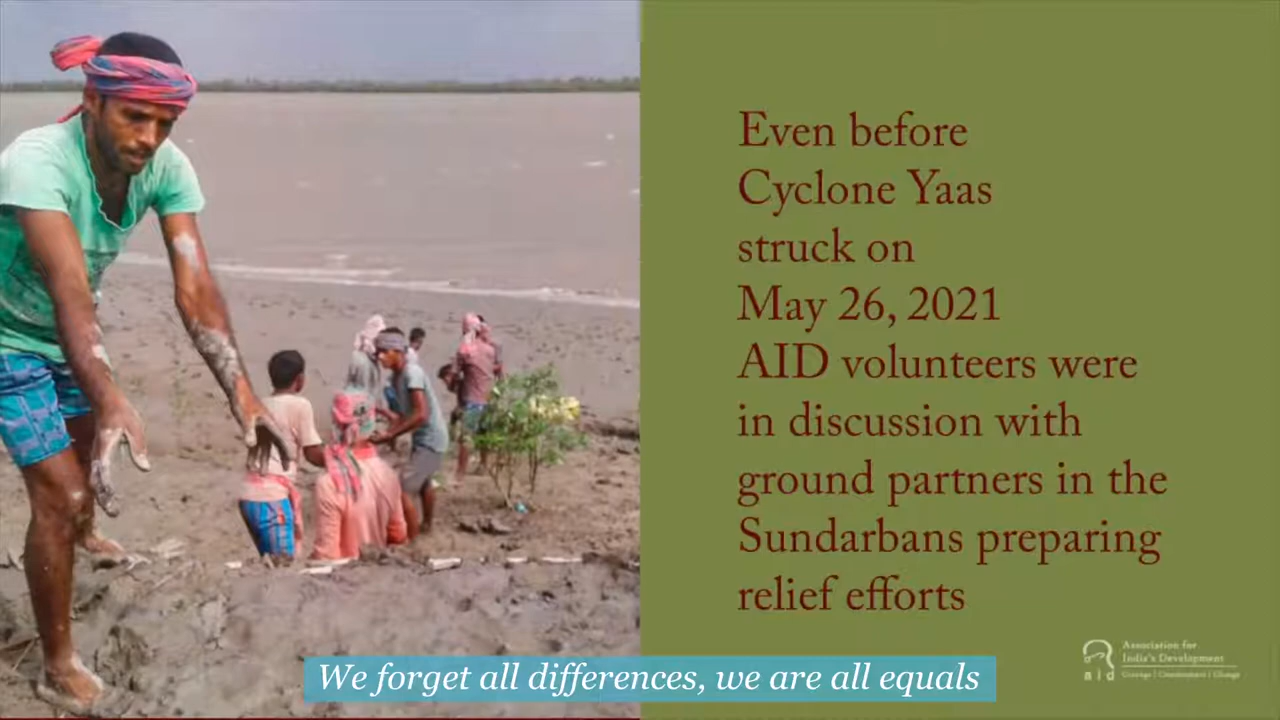 Even before
Cyclone Yaas
struck on
May 26, 2021
AID volunteers were
in discussion with
ground partners in the
Sundarbans preparing
relief efforts
Association for
India's Development
aid
We forget all differences, we are all equals